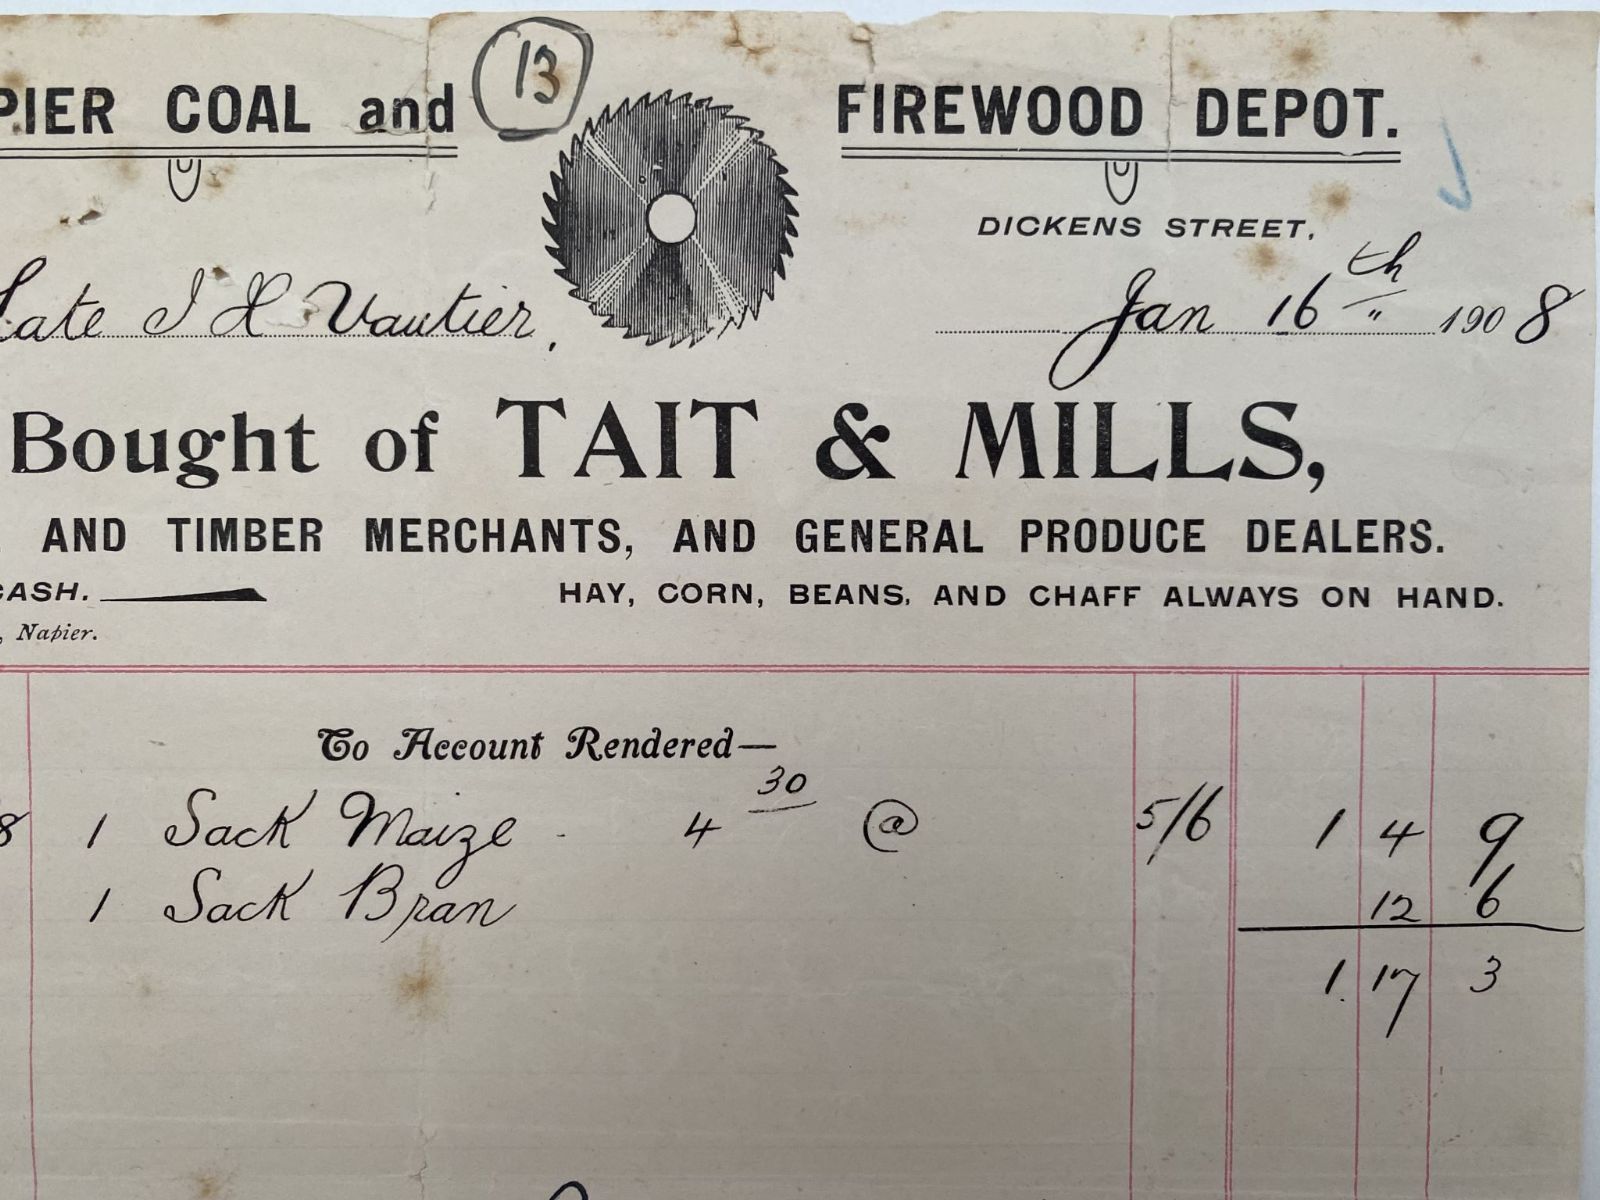 13
PIER COAL and FIREWOOD DEPOT.
DICKENS STREET,
Late J H Vautier, Jan 16th 1908
Bought of TAIT & MILLS,
AND TIMBER MERCHANTS, AND GENERAL PRODUCE DEALERS.
CASH. HAY, CORN, BEANS, AND CHAFF ALWAYS ON HAND.
, Napier.
To Account Rendered—
8 1 Sack Maize - 4 30 @ 5/6 1 4 9
1 Sack Bran 12 6
1. 17 3